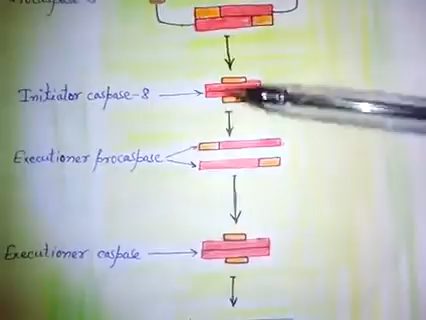 Initiator caspase-8
Executioner procaspase
Executioner caspase